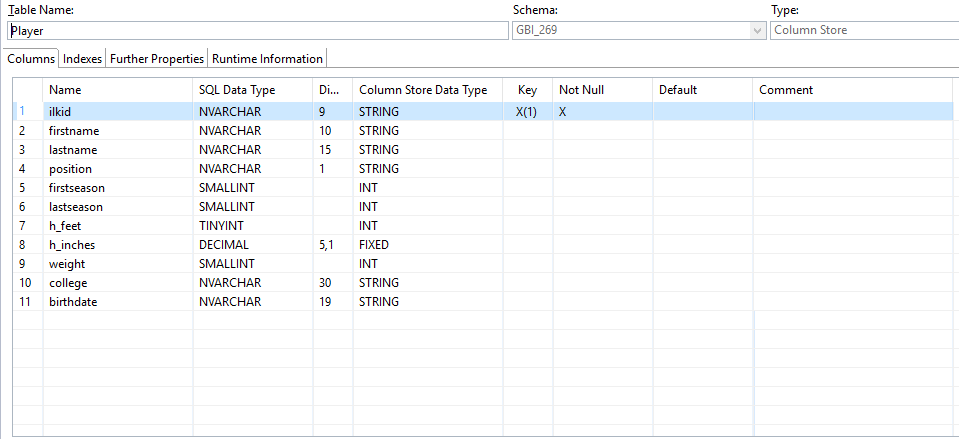 Table Name: Schema: Type:
Player GBI_269 Column Store
Columns Indexes Further Properties Runtime Information
Name SQL Data Type Di... Column Store Data Type Key Not Null Default Comment
1 ilkid NVARCHAR 9 STRING X(1) X
2 firstname NVARCHAR 10 STRING
3 lastname NVARCHAR 15 STRING
4 position NVARCHAR 1 STRING
5 firstseason SMALLINT INT
6 lastseason SMALLINT INT
7 h_feet TINYINT INT
8 h_inches DECIMAL 5,1 FIXED
9 weight SMALLINT INT
10 college NVARCHAR 30 STRING
11 birthdate NVARCHAR 19 STRING